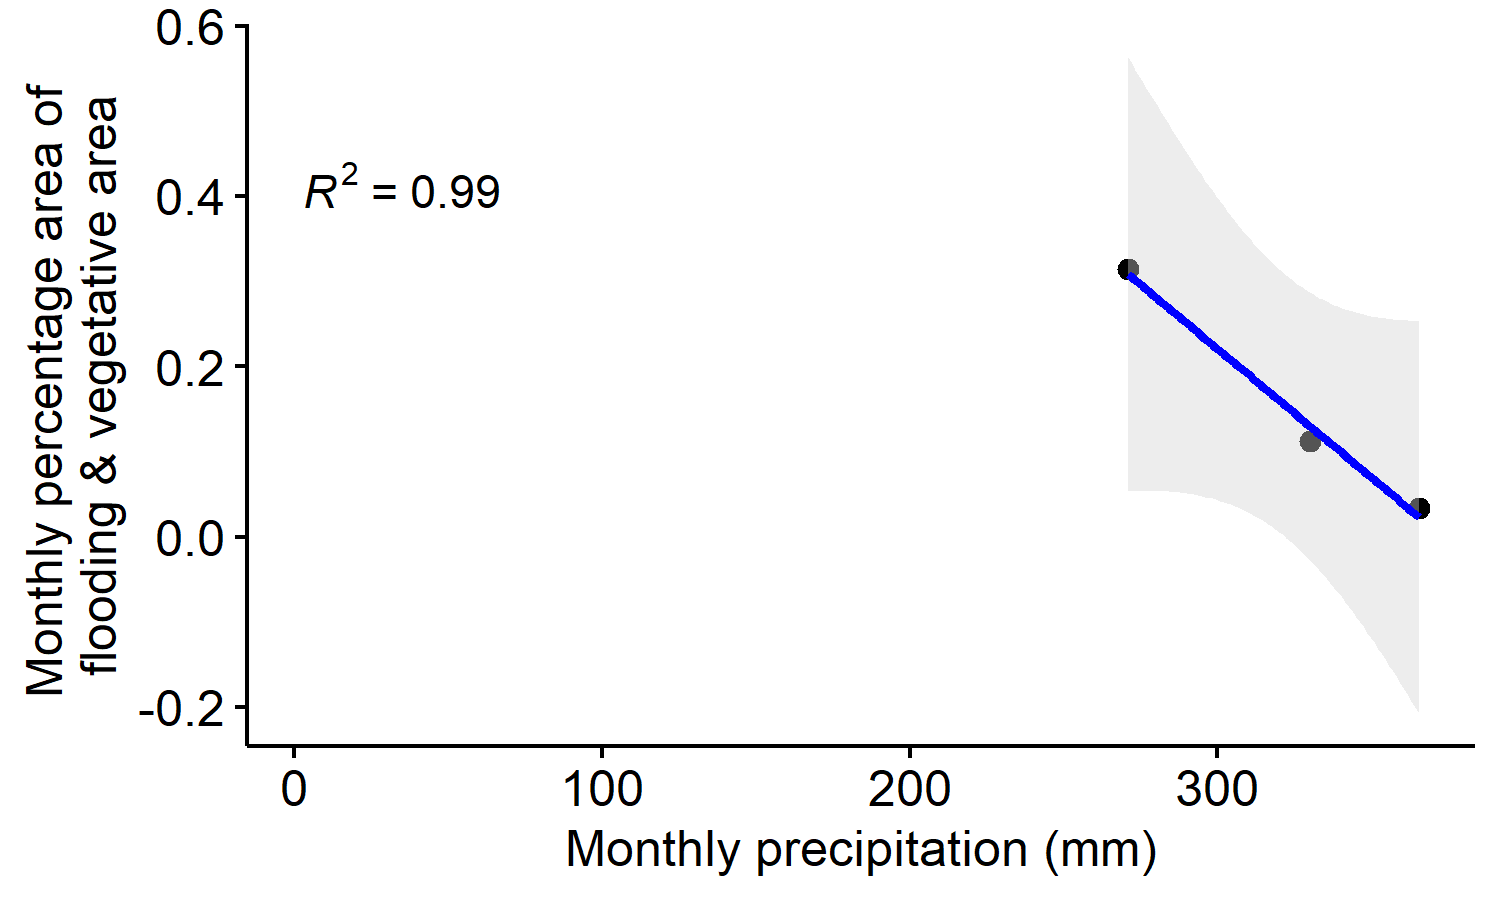 Monthly percentage area of
flooding & vegetative area
0.6
0.4
0.2
0.0
-0.2
R² = 0.99
0 100 200 300
Monthly precipitation (mm)